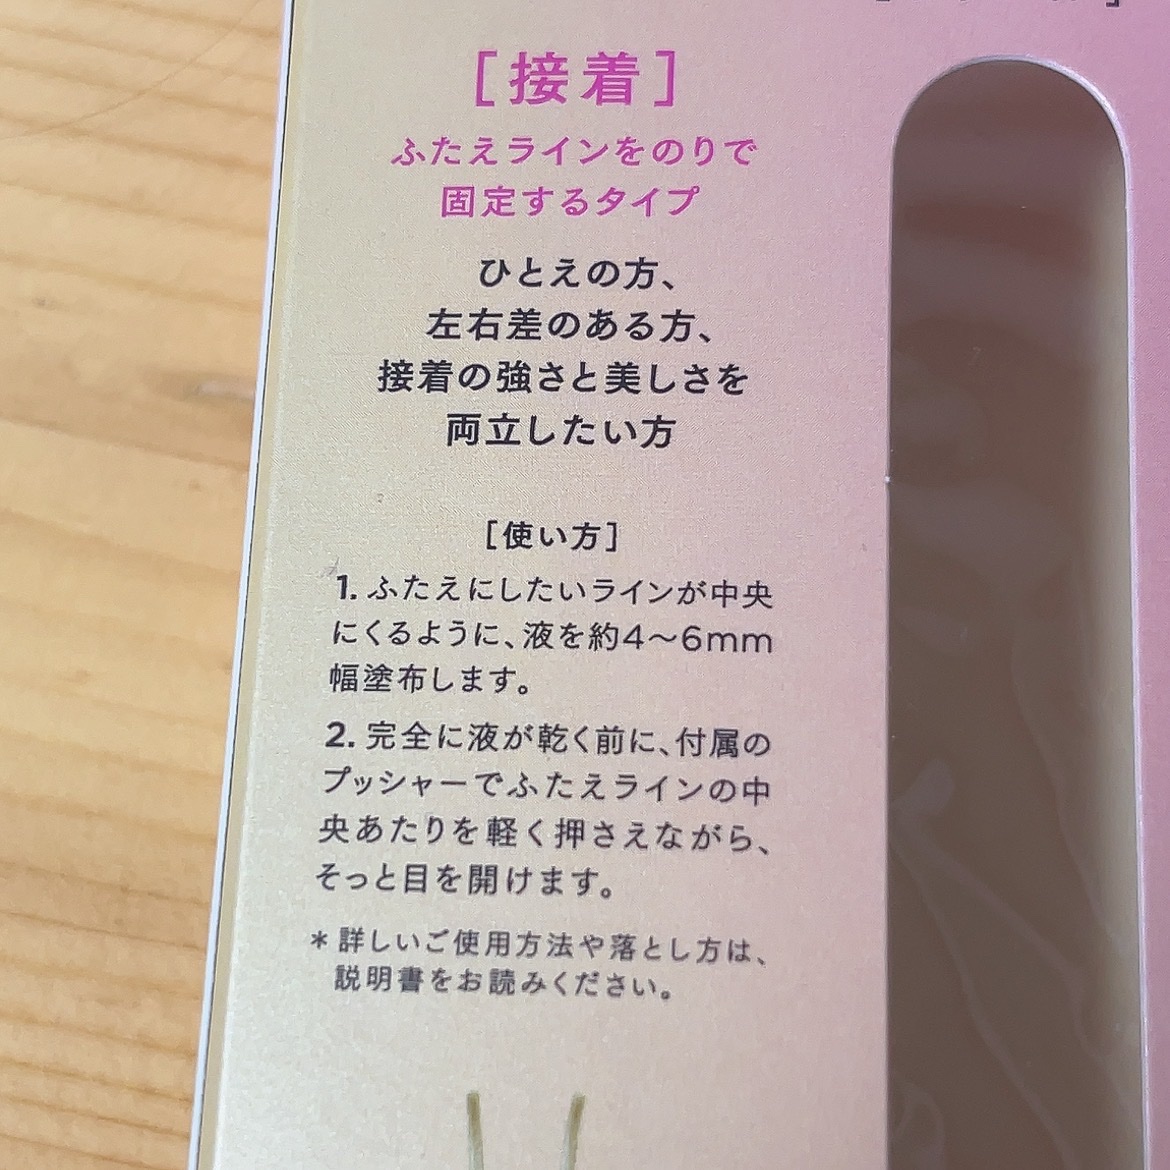 [接着]
ふたえラインをのりで
固定するタイプ
ひとえの方、
左右差のある方、
接着の強さと美しさを
両立したい方
[使い方]
1. ふたえにしたいラインが中央
にくるように、液を約4〜6mm
幅塗布します。
2. 完全に液が乾く前に、付属の
プッシャーでふたえラインの中
央あたりを軽く押さえながら、
そっと目を開けます。
*詳しいご使用方法や落とし方は、
説明書をお読みください。